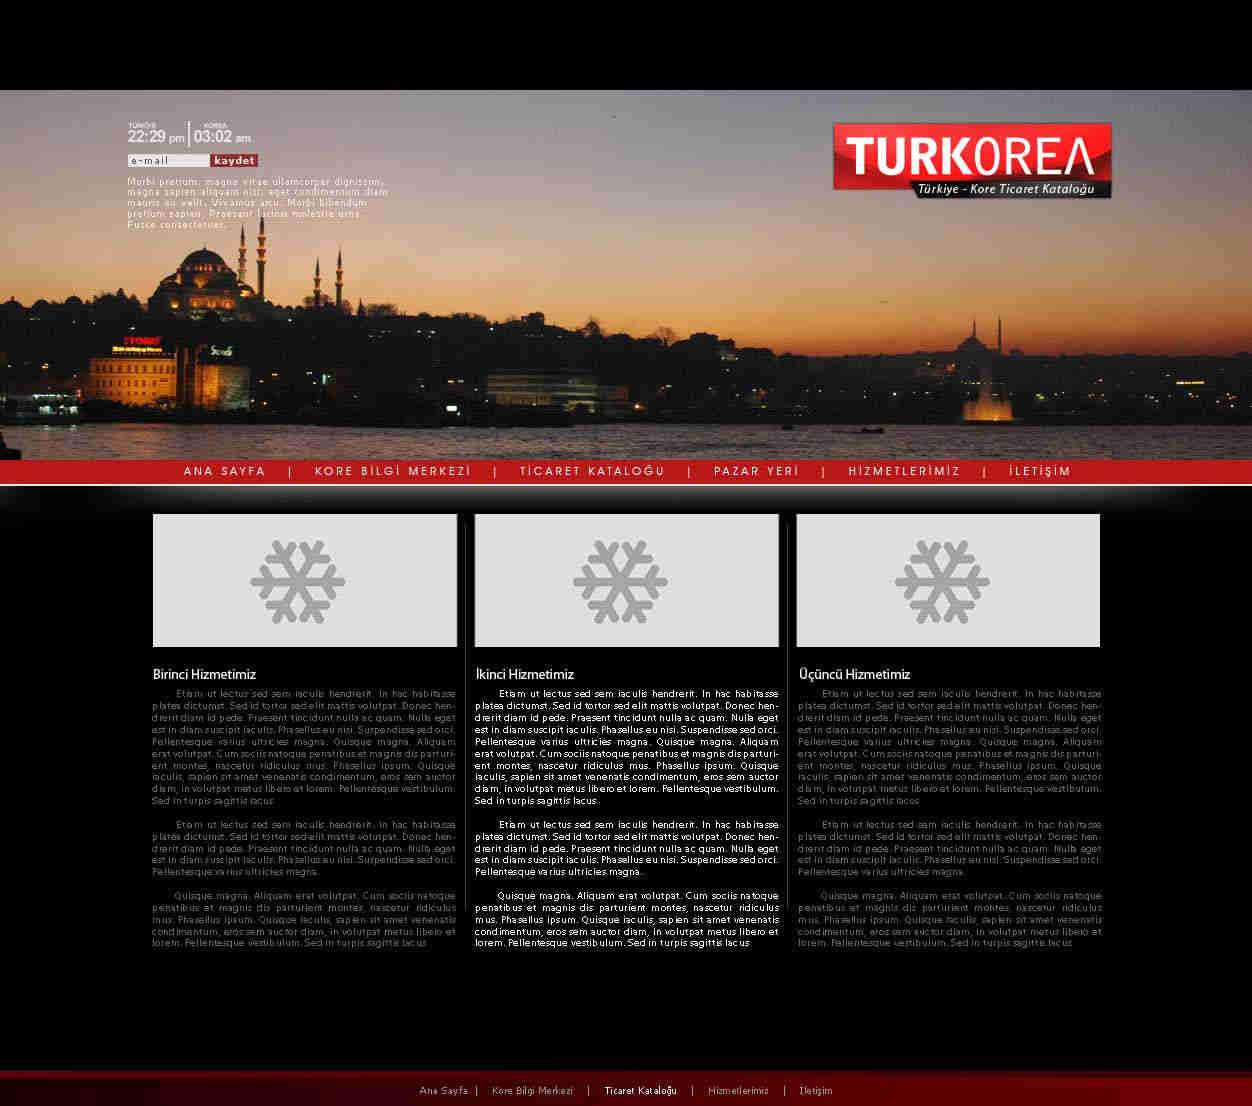 TÜRKİYE KOREA
22:29 pm 03:02 am
e-mail kaydet
Morbi pretium, magna vitae ullamcorper dignissim,
magna sapien aliquam nisi, eget condimentum diam
mauris eu velit. Vivamus arcu. Morbi bibendum
pretium sapien. Praesent lacinia molestie urna.
Fusce consectetuer.
TURKOREA
Türkiye - Kore Ticaret Kataloğu
ANA SAYFA | KORE BİLGİ MERKEZİ | TİCARET KATALOĞU | PAZAR YERİ | HİZMETLERİMİZ | İLETİŞİM
Birinci Hizmetimiz
Etiam ut lectus sed sem iaculis hendrerit. In hac habitasse
platea dictumst. Sed id tortor sed elit mattis volutpat. Donec hen-
drerit diam id pede. Praesent tincidunt nulla ac quam. Nulla eget
est in diam suscipit iaculis. Phasellus eu nisi. Suspendisse sed orci.
Pellentesque varius ultricies magna. Quisque magna. Aliquam
erat volutpat. Cum sociis natoque penatibus et magnis dis parturi-
ent montes, nascetur ridiculus mus. Phasellus ipsum. Quisque
iaculis, sapien sit amet venenatis condimentum, eros sem auctor
diam, in volutpat metus libero et lorem. Pellentesque vestibulum.
Sed in turpis sagittis lacus
Etiam ut lectus sed sem iaculis hendrerit. In hac habitasse
platea dictumst. Sed id tortor sed elit mattis volutpat. Donec hen-
drerit diam id pede. Praesent tincidunt nulla ac quam. Nulla eget
est in diam suscipit iaculis. Phasellus eu nisi. Suspendisse sed orci.
Pellentesque varius ultricies magna.
Quisque magna. Aliquam erat volutpat. Cum sociis natoque
penatibus et magnis dis parturient montes, nascetur ridiculus
mus. Phasellus ipsum. Quisque iaculis, sapien sit amet venenatis
condimentum, eros sem auctor diam, in volutpat metus libero et
lorem. Pellentesque vestibulum. Sed in turpis sagittis lacus
İkinci Hizmetimiz
Etiam ut lectus sed sem iaculis hendrerit. In hac habitasse
platea dictumst. Sed id tortor sed elit mattis volutpat. Donec hen-
drerit diam id pede. Praesent tincidunt nulla ac quam. Nulla eget
est in diam suscipit iaculis. Phasellus eu nisi. Suspendisse sed orci.
Pellentesque varius ultricies magna. Quisque magna. Aliquam
erat volutpat. Cum sociis natoque penatibus et magnis dis parturi-
ent montes, nascetur ridiculus mus. Phasellus ipsum. Quisque
iaculis, sapien sit amet venenatis condimentum, eros sem auctor
diam, in volutpat metus libero et lorem. Pellentesque vestibulum.
Sed in turpis sagittis lacus.
Etiam ut lectus sed sem iaculis hendrerit. In hac habitasse
platea dictumst. Sed id tortor sed elit mattis volutpat. Donec hen-
drerit diam id pede. Praesent tincidunt nulla ac quam. Nulla eget
est in diam suscipit iaculis. Phasellus eu nisi. Suspendisse sed orci.
Pellentesque varius ultricies magna.
Quisque magna. Aliquam erat volutpat. Cum sociis natoque
penatibus et magnis dis parturient montes, nascetur ridiculus
mus. Phasellus ipsum. Quisque iaculis, sapien sit amet venenatis
condimentum, eros sem auctor diam, in volutpat metus libero et
lorem. Pellentesque vestibulum. Sed in turpis sagittis lacus
Üçüncü Hizmetimiz
Etiam ut lectus sed sem iaculis hendrerit. In hac habitasse
platea dictumst. Sed id tortor sed elit mattis volutpat. Donec hen-
drerit diam id pede. Praesent tincidunt nulla ac quam. Nulla eget
est in diam suscipit iaculis. Phasellus eu nisi. Suspendisse sed orci.
Pellentesque varius ultricies magna. Quisque magna. Aliquam
erat volutpat. Cum sociis natoque penatibus et magnis dis parturi-
ent montes, nascetur ridiculus mus. Phasellus ipsum. Quisque
iaculis, sapien sit amet venenatis condimentum, eros sem auctor
diam, in volutpat metus libero et lorem. Pellentesque vestibulum.
Sed in turpis sagittis lacus
Etiam ut lectus sed sem iaculis hendrerit. In hac habitasse
platea dictumst. Sed id tortor sed elit mattis volutpat. Donec hen-
drerit diam id pede. Praesent tincidunt nulla ac quam. Nulla eget
est in diam suscipit iaculis. Phasellus eu nisi. Suspendisse sed orci.
Pellentesque varius ultricies magna.
Quisque magna. Aliquam erat volutpat. Cum sociis natoque
penatibus et magnis dis parturient montes, nascetur ridiculus
mus. Phasellus ipsum. Quisque iaculis, sapien sit amet venenatis
condimentum, eros sem auctor diam, in volutpat metus libero et
lorem. Pellentesque vestibulum. Sed in turpis sagittis lacus
Ana Sayfa | Kore Bilgi Merkezi | Ticaret Kataloğu | Hizmetlerimiz | İletişim